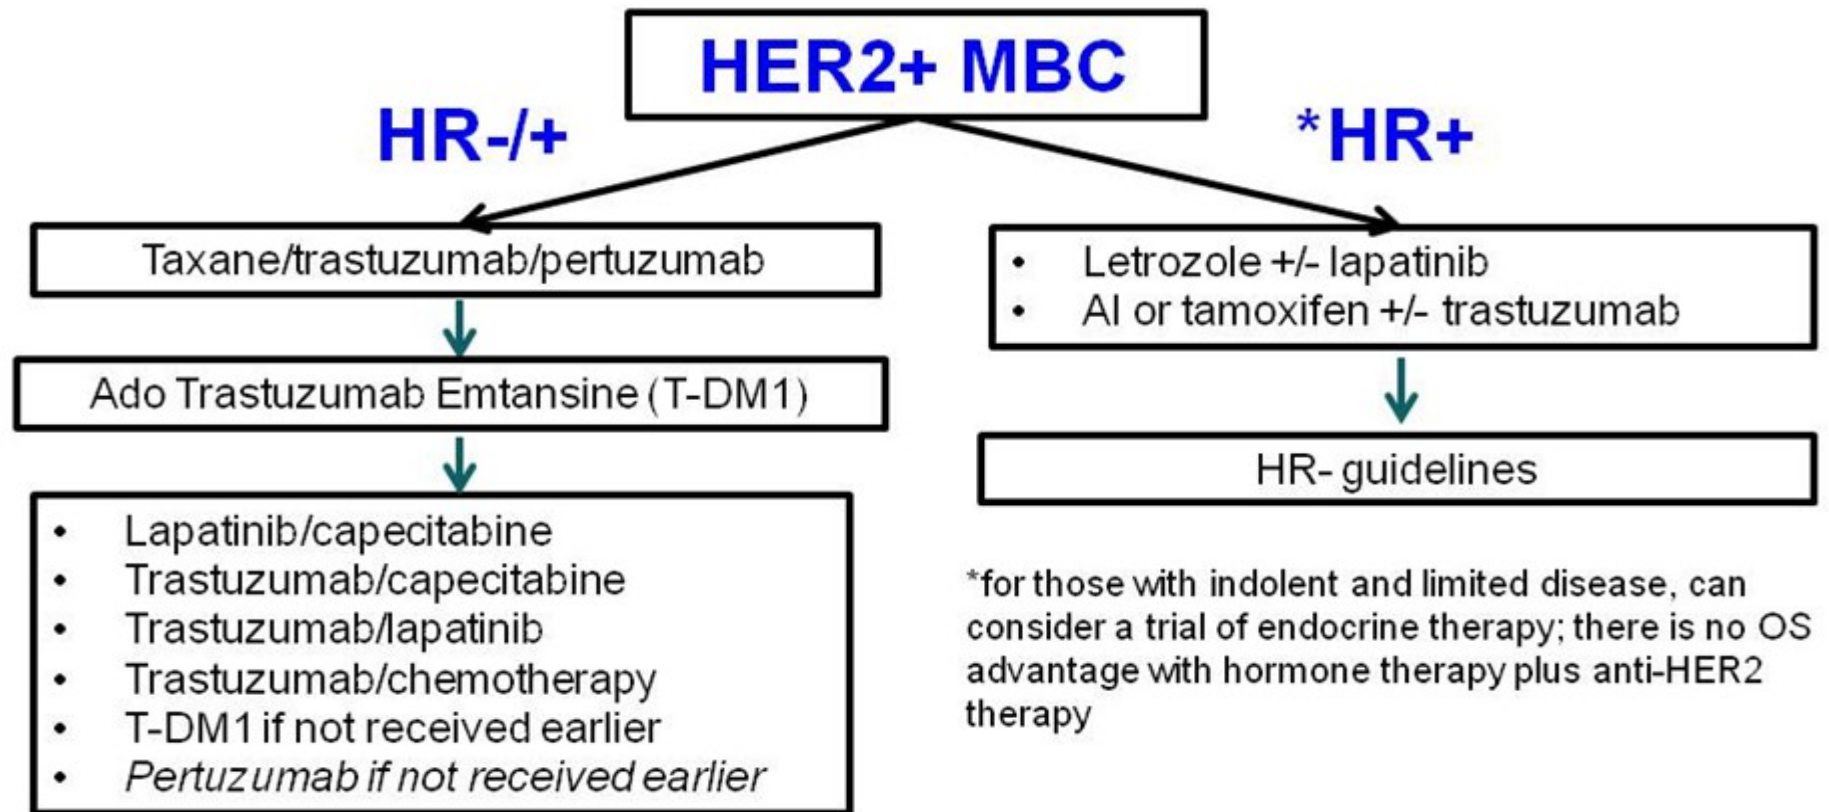 HER2+ MBC
HR-/+
*HR+
Taxane/trastuzumab/pertuzumab
Ado Trastuzumab Emtansine (T-DM1)
• Lapatinib/capecitabine
• Trastuzumab/capecitabine
• Trastuzumab/lapatinib
• Trastuzumab/chemotherapy
• T-DM1 if not received earlier
• Pertuzumab if not received earlier
• Letrozole +/- lapatinib
• AI or tamoxifen +/- trastuzumab
HR- guidelines
*for those with indolent and limited disease, can
consider a trial of endocrine therapy; there is no OS
advantage with hormone therapy plus anti-HER2
therapy